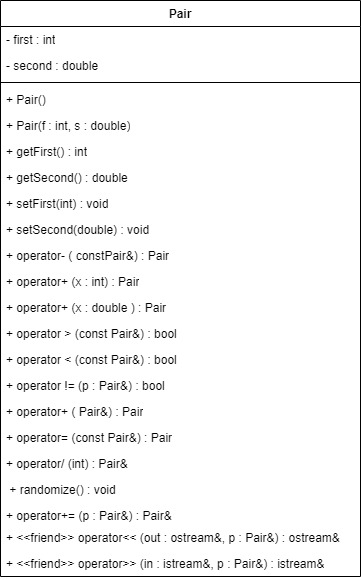 Pair
- first : int
- second : double
+ Pair()
+ Pair(f : int, s : double)
+ getFirst() : int
+ getSecond() : double
+ setFirst(int) : void
+ setSecond(double) : void
+ operator- ( constPair&) : Pair
+ operator+ (x : int) : Pair
+ operator+ (x : double ) : Pair
+ operator > (const Pair&) : bool
+ operator < (const Pair&) : bool
+ operator != (p : Pair&) : bool
+ operator+ ( Pair&) : Pair
+ operator= (const Pair&) : Pair
+ operator/ (int) : Pair&
+ randomize() : void
+ operator+= (p : Pair&) : Pair&
+ <<friend>> operator<< (out : ostream&, p : Pair&) : ostream&
+ <<friend>> operator>> (in : istream&, p : Pair&) : istream&